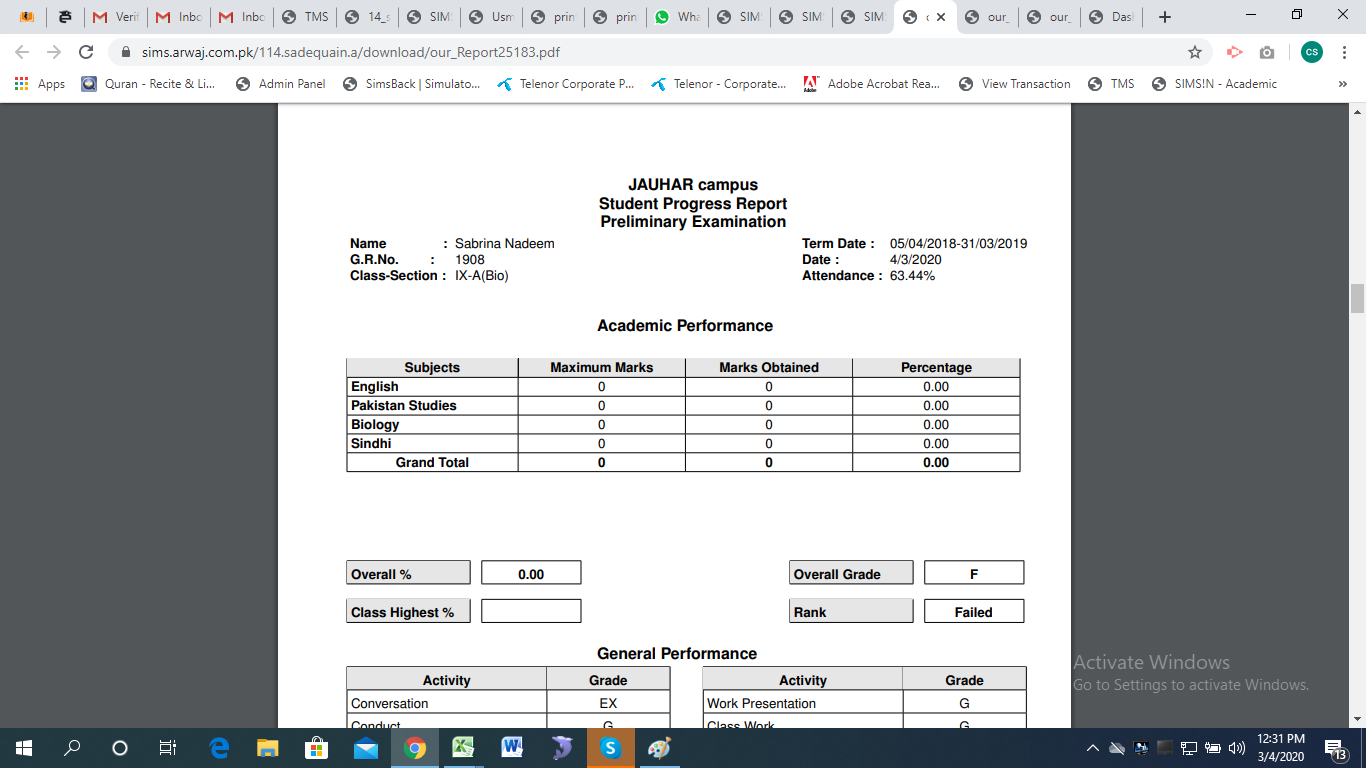 Verif
Inbo
Inbo
TMS
14_s
SIM
Usm
prin
prin
Wha
SIM
SIM
SIM
our_
our_
Das
sims.arwaj.com.pk/114.sadequain.a/download/our_Report25183.pdf
CS
Apps
Quran - Recite & Li...
Admin Panel
SimsBack | Simulato...
Telenor Corporate P...
Telenor - Corporate...
Adobe Acrobat Rea...
View Transaction
TMS
SIMS!N - Academic
JAUHAR campus
Student Progress Report
Preliminary Examination
Name : Sabrina Nadeem Term Date : 05/04/2018-31/03/2019
G.R.No. : 1908 Date : 4/3/2020
Class-Section : IX-A(Bio) Attendance : 63.44%
Academic Performance
Subjects Maximum Marks Marks Obtained Percentage
English 0 0 0.00
Pakistan Studies 0 0 0.00
Biology 0 0 0.00
Sindhi 0 0 0.00
Grand Total 0 0 0.00
Overall % 0.00 Overall Grade F
Class Highest % Rank Failed
General Performance
Activity Grade Activity Grade
Conversation EX Work Presentation G
Conduct G Class Work G
Activate Windows
Go to Settings to activate Windows.
12:31 PM
3/4/2020
13